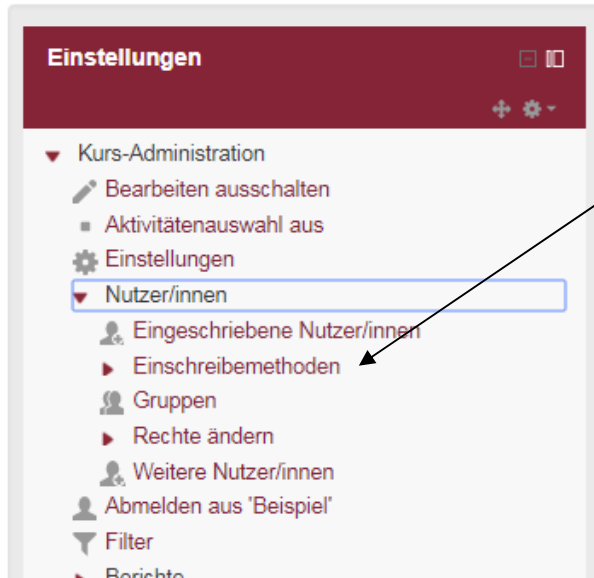 Einstellungen
Kurs-Administration
Bearbeiten ausschalten
Aktivitätenauswahl aus
Einstellungen
Nutzer/innen
Eingeschriebene Nutzer/innen
Einschreibemethoden
Gruppen
Rechte ändern
Weitere Nutzer/innen
Abmelden aus 'Beispiel'
Filter
Berichte